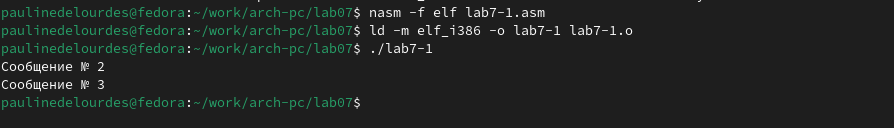 paulinedelourdes@fedora:~/work/arch-pc/lab07$ nasm -f elf lab7-1.asm
paulinedelourdes@fedora:~/work/arch-pc/lab07$ ld -m elf_i386 -o lab7-1 lab7-1.o
paulinedelourdes@fedora:~/work/arch-pc/lab07$ ./lab7-1
Сообщение № 2
Сообщение № 3
paulinedelourdes@fedora:~/work/arch-pc/lab07$